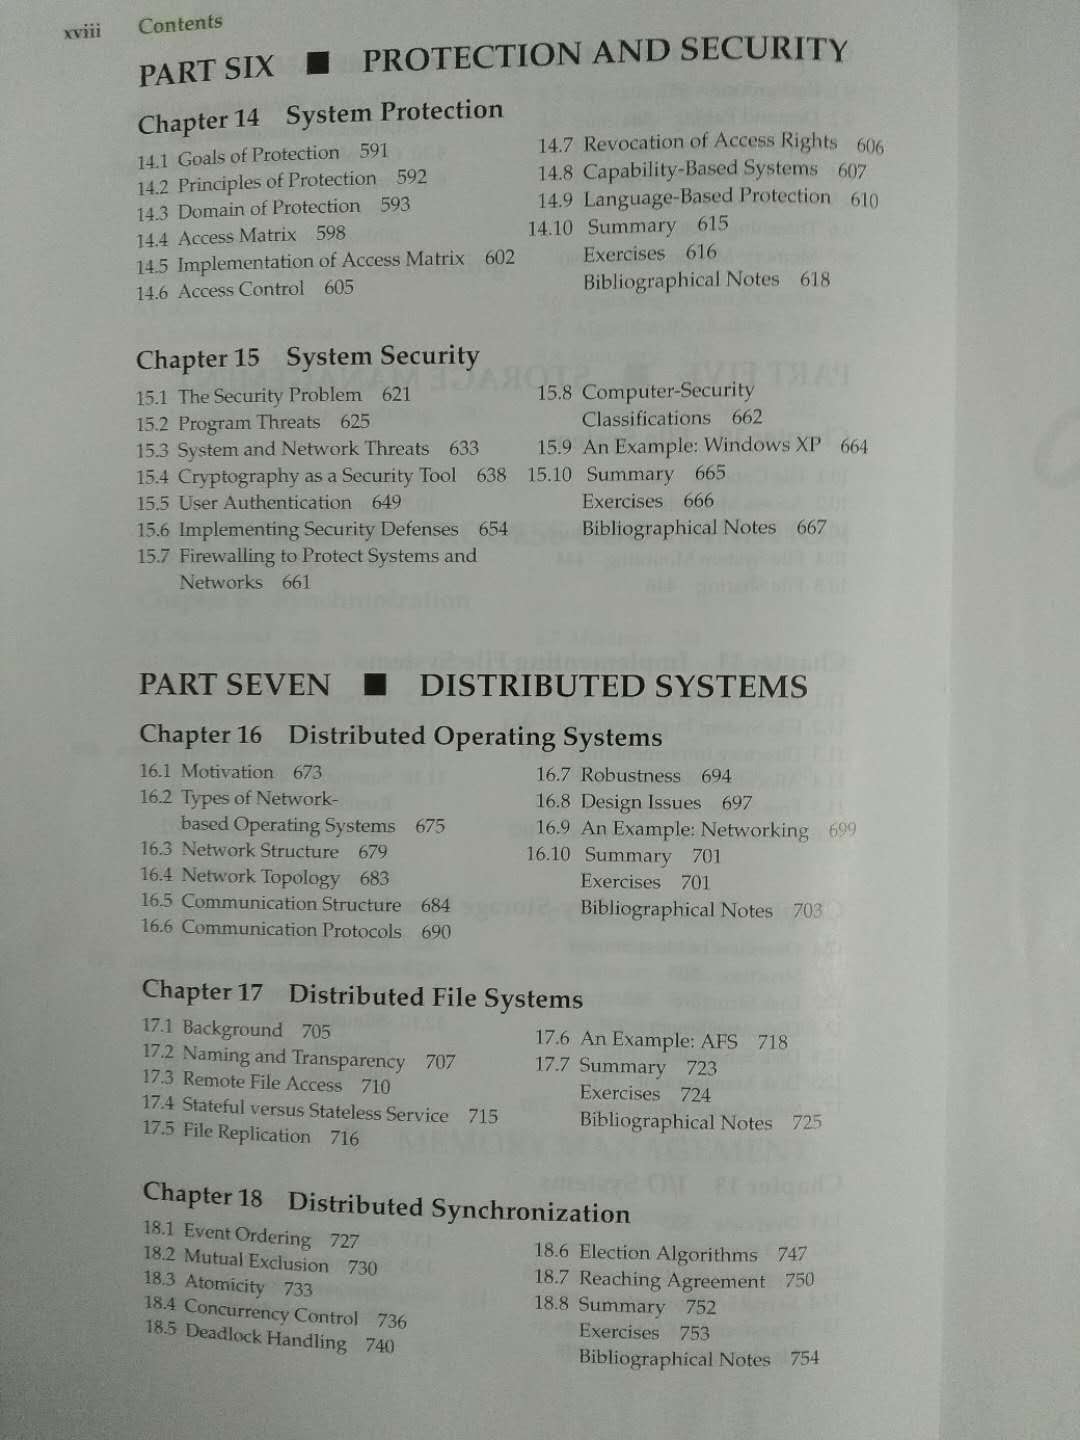 xviii Contents
PART SIX ■ PROTECTION AND SECURITY
Chapter 14 System Protection
14.1 Goals of Protection 591
14.2 Principles of Protection 592
14.3 Domain of Protection 593
14.4 Access Matrix 598
14.5 Implementation of Access Matrix 602
14.6 Access Control 605
14.7 Revocation of Access Rights 606
14.8 Capability-Based Systems 607
14.9 Language-Based Protection 610
14.10 Summary 615
Exercises 616
Bibliographical Notes 618
Chapter 15 System Security
15.1 The Security Problem 621
15.2 Program Threats 625
15.3 System and Network Threats 633
15.4 Cryptography as a Security Tool 638
15.5 User Authentication 649
15.6 Implementing Security Defenses 654
15.7 Firewalling to Protect Systems and
Networks 661
15.8 Computer-Security
Classifications 662
15.9 An Example: Windows XP 664
15.10 Summary 665
Exercises 666
Bibliographical Notes 667
PART SEVEN ■ DISTRIBUTED SYSTEMS
Chapter 16 Distributed Operating Systems
16.1 Motivation 673
16.2 Types of Network-
based Operating Systems 675
16.3 Network Structure 679
16.4 Network Topology 683
16.5 Communication Structure 684
16.6 Communication Protocols 690
16.7 Robustness 694
16.8 Design Issues 697
16.9 An Example: Networking 699
16.10 Summary 701
Exercises 701
Bibliographical Notes 703
Chapter 17 Distributed File Systems
17.1 Background 705
17.2 Naming and Transparency 707
17.3 Remote File Access 710
17.4 Stateful versus Stateless Service 715
17.5 File Replication 716
17.6 An Example: AFS 718
17.7 Summary 723
Exercises 724
Bibliographical Notes 725
Chapter 18 Distributed Synchronization
18.1 Event Ordering 727
18.2 Mutual Exclusion 730
18.3 Atomicity 733
18.4 Concurrency Control 736
18.5 Deadlock Handling 740
18.6 Election Algorithms 747
18.7 Reaching Agreement 750
18.8 Summary 752
Exercises 753
Bibliographical Notes 754